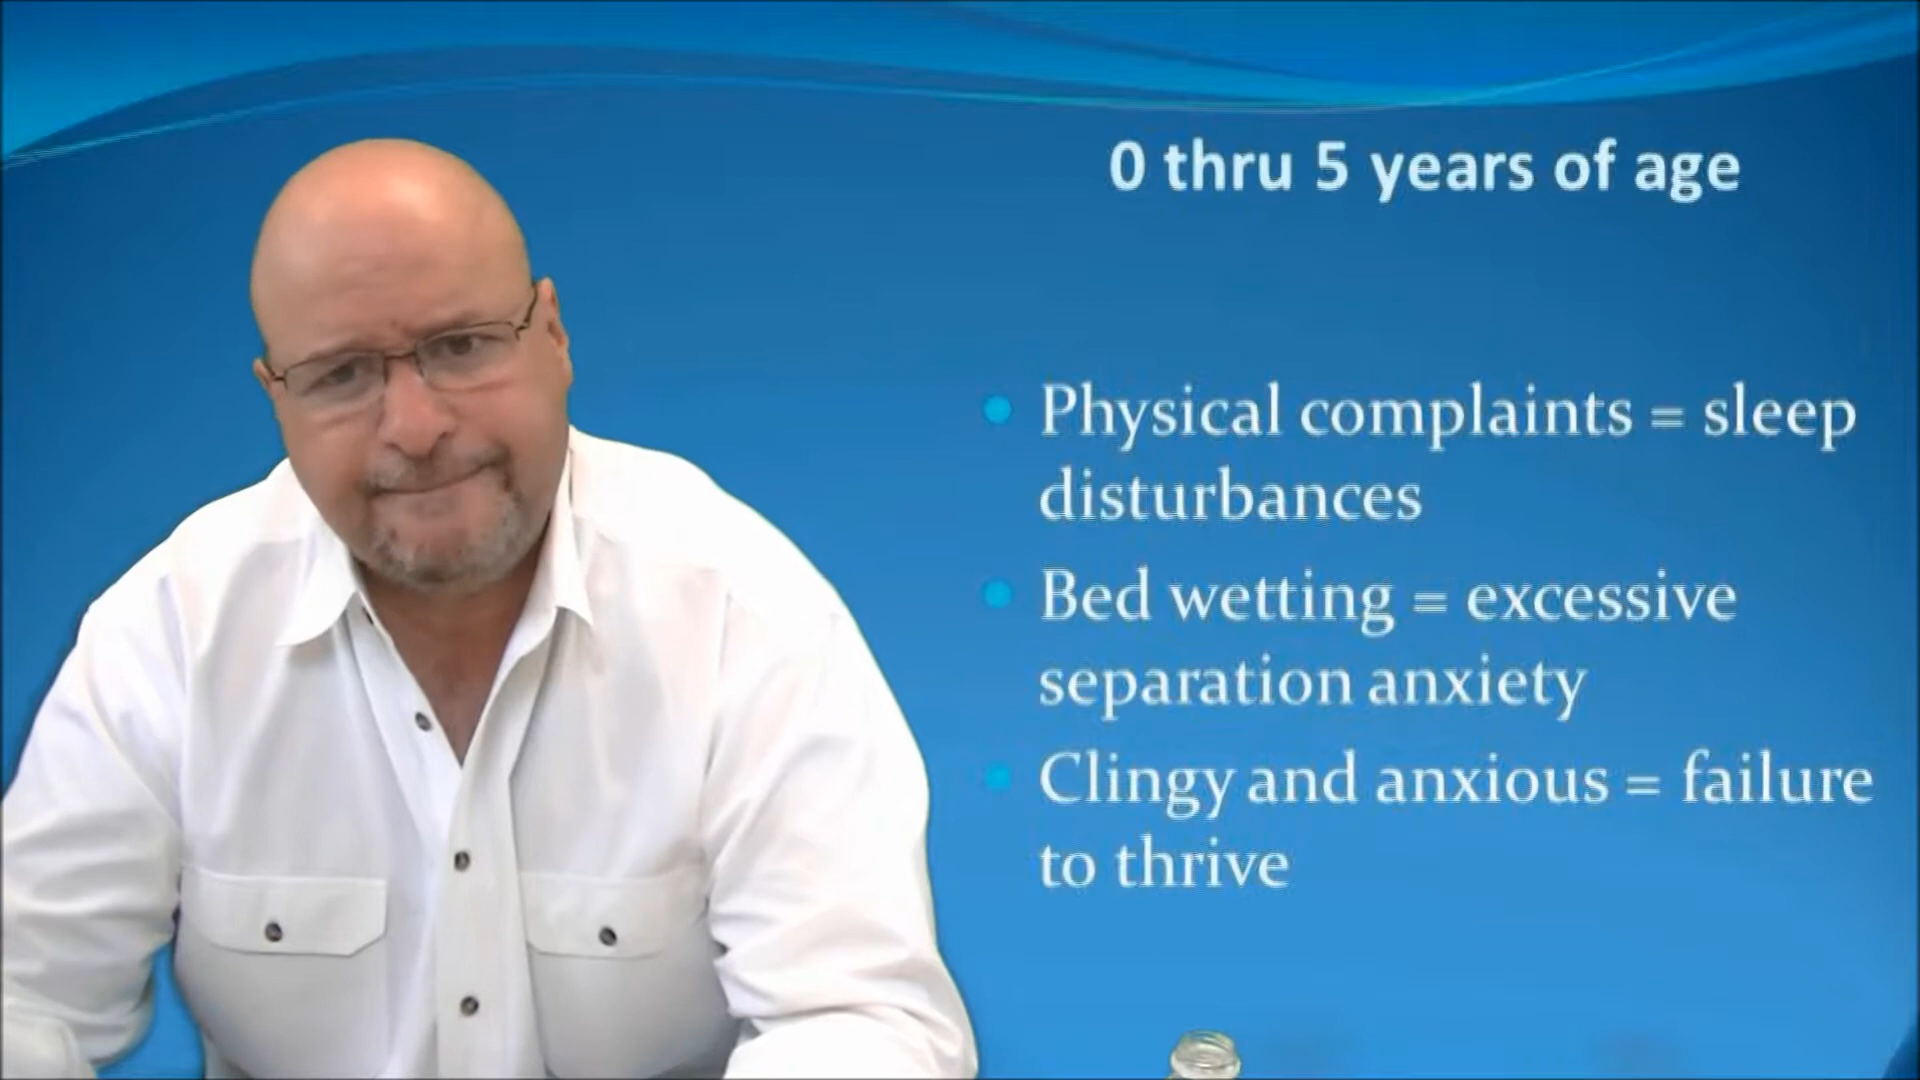 0 thru 5 years of age
Physical complaints = sleep
disturbances
Bed wetting = excessive
separation anxiety
Clingy and anxious = failure
to thrive